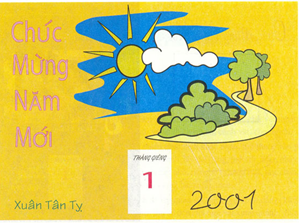 Chúc
Mừng
Năm
Mới
THÁNG GIÊNG
1
Xuân Tân Tỵ
2001